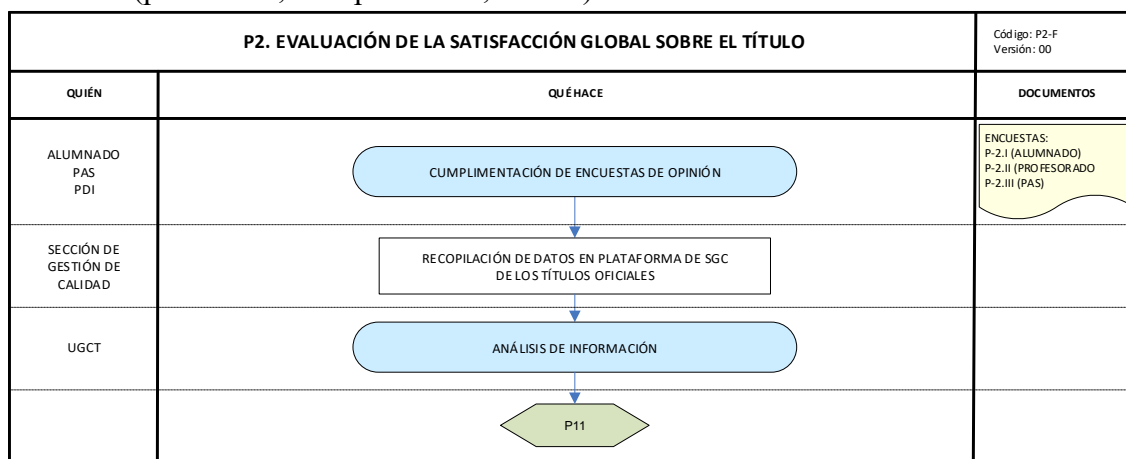 P2. EVALUACIÓN DE LA SATISFACCIÓN GLOBAL SOBRE EL TÍTULO
Código: P2-F
Versión: 00
QUIÉN
QUÉ HACE
DOCUMENTOS
ALUMNADO
PAS
PDI
CUMPLIMENTACIÓN DE ENCUESTAS DE OPINIÓN
ENCUESTAS:
P-2.I (ALUMNADO)
P-2.II (PROFESORADO
P-2.III (PAS)
SECCIÓN DE
GESTIÓN DE
CALIDAD
RECOPILACIÓN DE DATOS EN PLATAFORMA DE SGC
DE LOS TÍTULOS OFICIALES
UGCT
ANÁLISIS DE INFORMACIÓN
P11